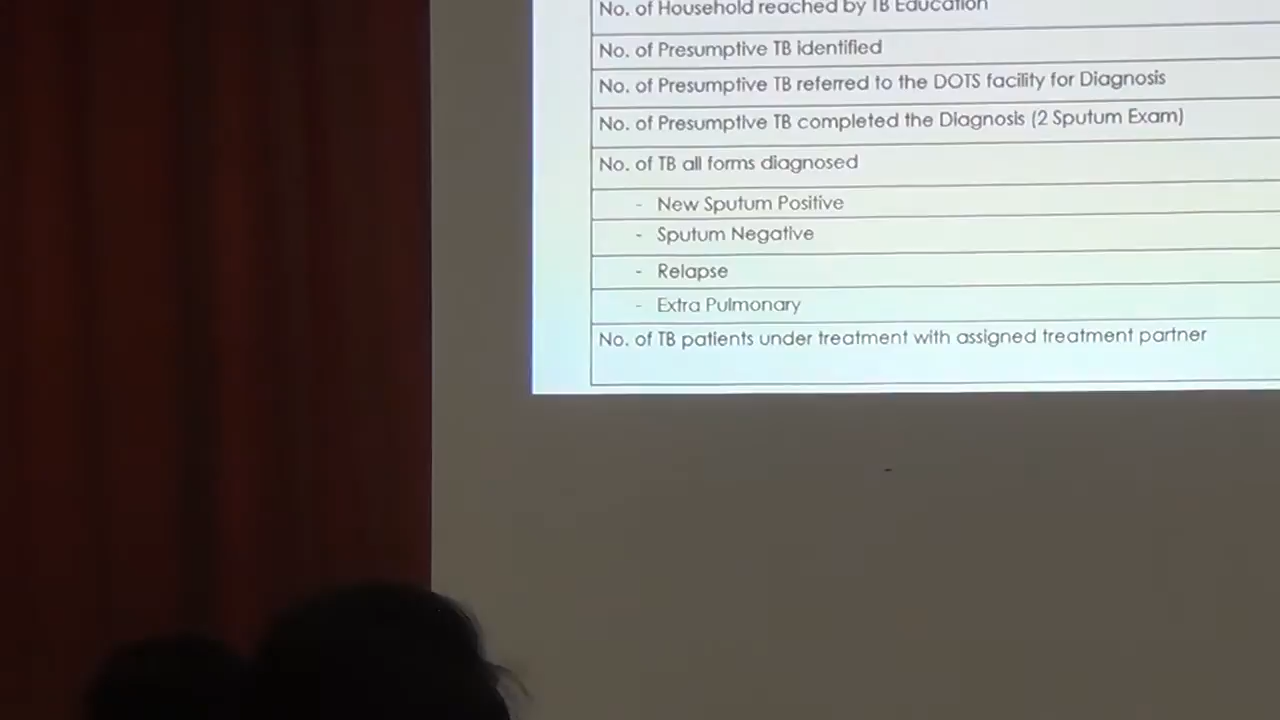 No. of Household reached by TB Education
No. of Presumptive TB identified
No. of Presumptive TB referred to the DOTS facility for Diagnosis
No. of Presumptive TB completed the Diagnosis (2 Sputum Exam)
No. of TB all forms diagnosed
- New Sputum Positive
- Sputum Negative
- Relapse
- Extra Pulmonary
No. of TB patients under treatment with assigned treatment partner